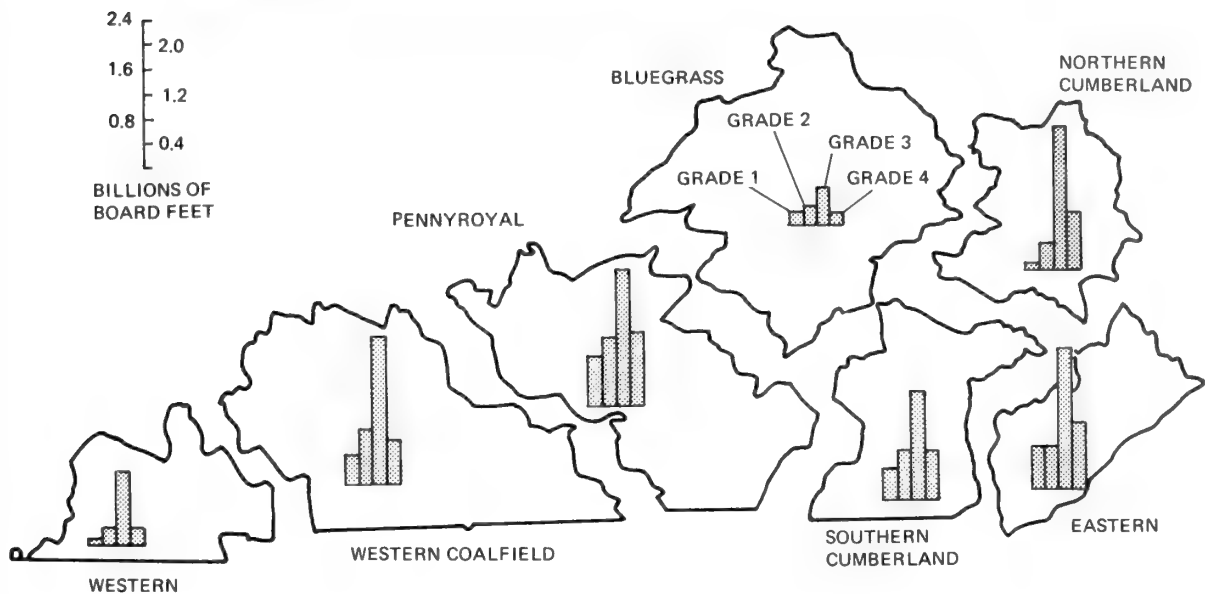 2.4
2.0
1.6
1.2
0.8
0.4
BILLIONS OF
BOARD FEET
BLUEGRASS
NORTHERN
CUMBERLAND
GRADE 2
GRADE 3
GRADE 1
GRADE 4
PENNYROYAL
WESTERN
WESTERN COALFIELD
SOUTHERN
CUMBERLAND
EASTERN